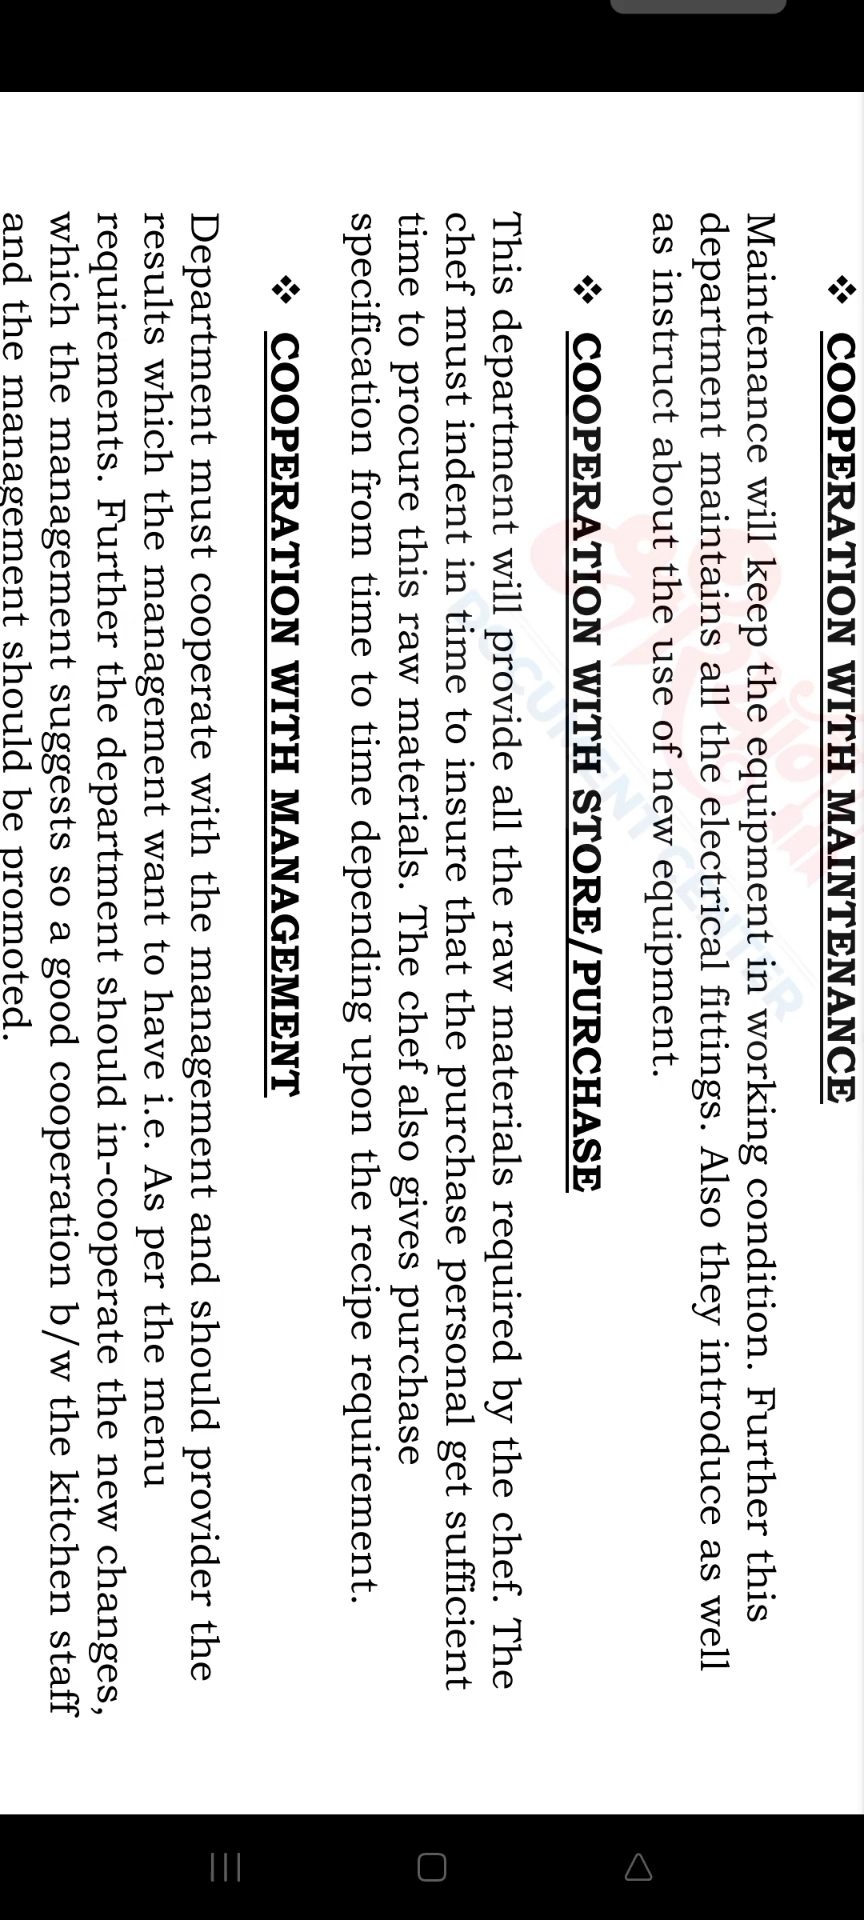 ❖ COOPERATION WITH MAINTENANCE
Maintenance will keep the equipment in working condition. Further this
department maintains all the electrical fittings. Also they introduce as well
as instruct about the use of new equipment.
❖ COOPERATION WITH STORE/PURCHASE
This department will provide all the raw materials required by the chef. The
chef must indent in time to insure that the purchase personal get sufficient
time to procure this raw materials. The chef also gives purchase
specification from time to time depending upon the recipe requirement.
❖ COOPERATION WITH MANAGEMENT
Department must cooperate with the management and should provider the
results which the management want to have i.e. As per the menu
requirements. Further the department should in-cooperate the new changes,
which the management suggests so a good cooperation b/w the kitchen staff
and the management should be promoted.
DOCUMENT CENTER